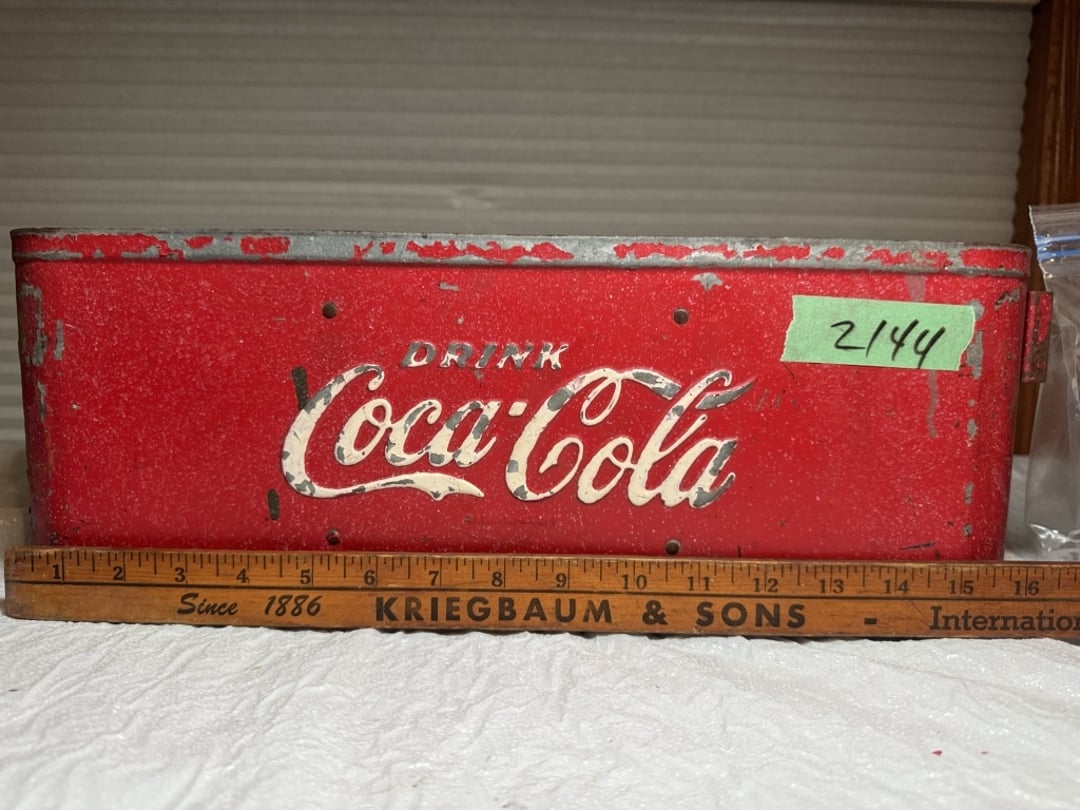 2144
DRINK
Coca-Cola
1 2 3 4 5 6 7 8 9 10 11 12 13 14 15 16
Since 1886 KRIEGBAUM & SONS - Internation